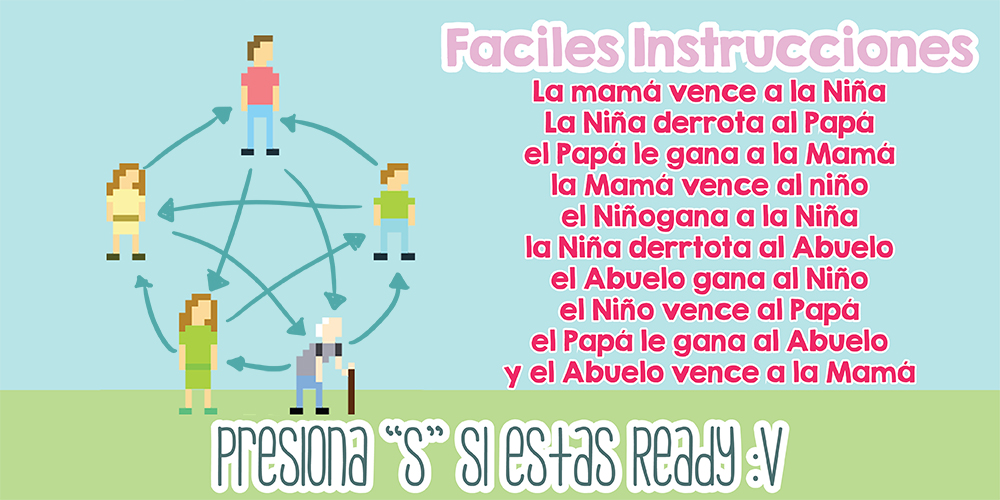 Faciles Instrucciones
La mamá vence a la Niña
La Niña derrota al Papá
el Papá le gana a la Mamá
la Mamá vence al niño
el Niñogana a la Niña
la Niña derrtota al Abuelo
el Abuelo gana al Niño
el Niño vence al Papá
el Papá le gana al Abuelo
y el Abuelo vence a la Mamá
Presiona “S” si estas Ready :V